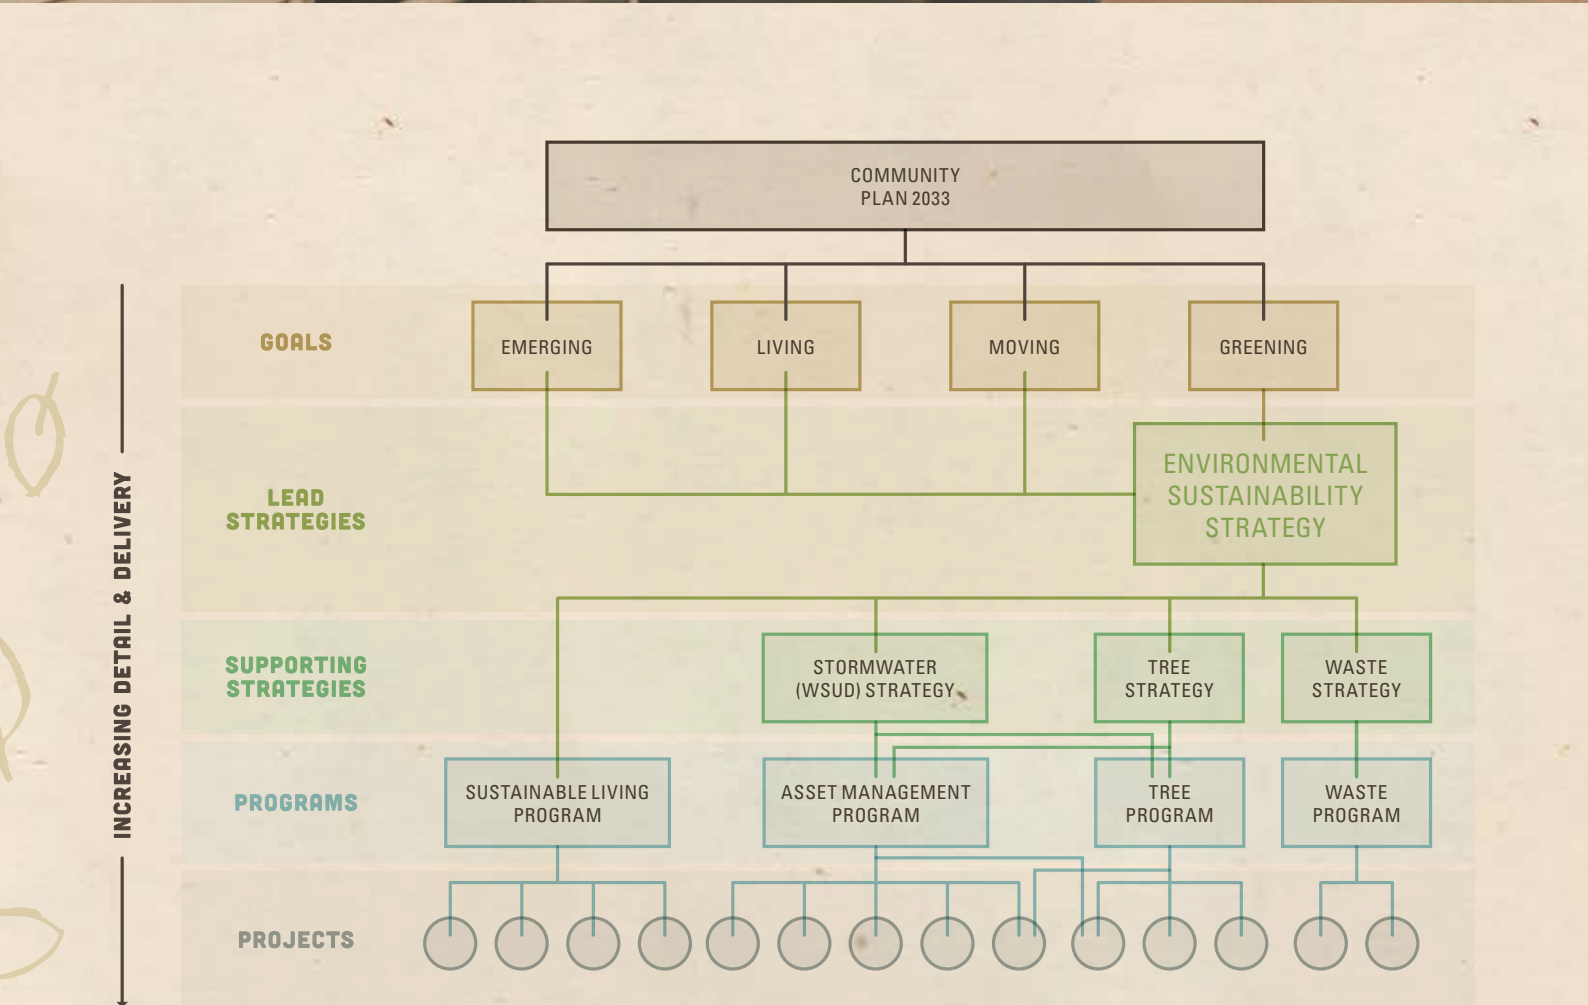 COMMUNITY
PLAN 2033
GOALS
EMERGING
LIVING
MOVING
GREENING
LEAD
STRATEGIES
ENVIRONMENTAL
SUSTAINABILITY
STRATEGY
INCREASING DETAIL & DELIVERY
SUPPORTING
STRATEGIES
STORMWATER
(WSUD) STRATEGY
TREE
STRATEGY
WASTE
STRATEGY
PROGRAMS
SUSTAINABLE LIVING
PROGRAM
ASSET MANAGEMENT
PROGRAM
TREE
PROGRAM
WASTE
PROGRAM
PROJECTS